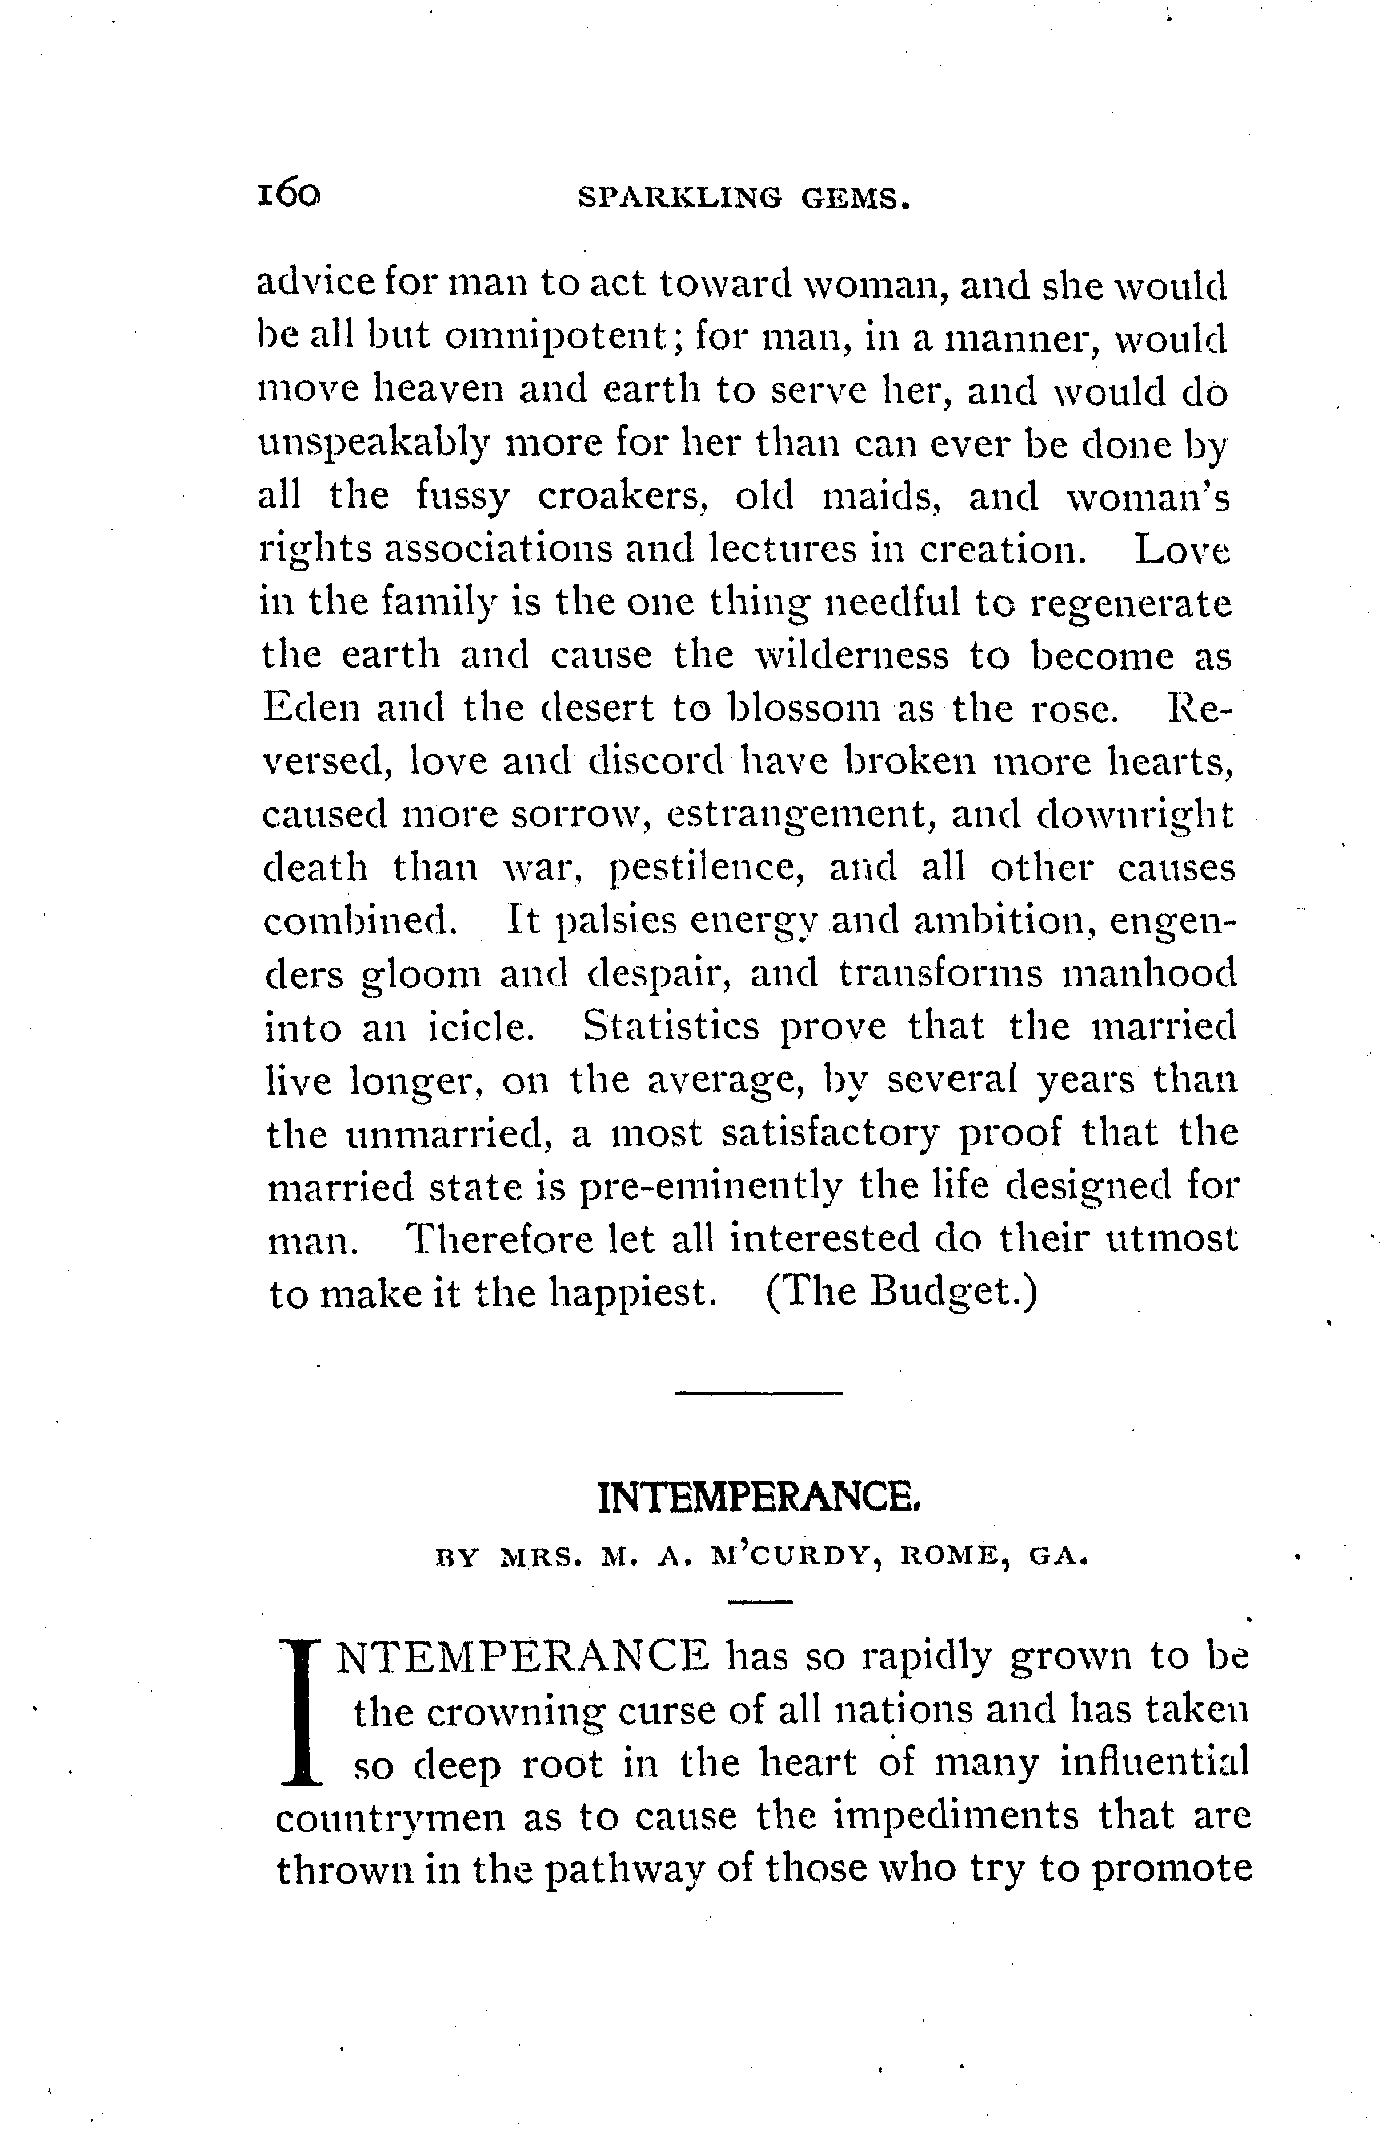 160 SPARKLING GEMS.
advice for man to act toward woman, and she would
be all but omnipotent; for man, in a manner, would
move heaven and earth to serve her, and would do
unspeakably more for her than can ever be done by
all the fussy croakers, old maids, and woman's
rights associations and lectures in creation. Love
in the family is the one thing needful to regenerate
the earth and cause the wilderness to become as
Eden and the desert to blossom as the rose. Re-
versed, love and discord have broken more hearts,
caused more sorrow, estrangement, and downright
death than war, pestilence, and all other causes
combined. It palsies energy and ambition, engen-
ders gloom and despair, and transforms manhood
into an icicle. Statistics prove that the married
live longer, on the average, by several years than
the unmarried, a most satisfactory proof that the
married state is pre-eminently the life designed for
man. Therefore let all interested do their utmost
to make it the happiest. (The Budget.)
INTEMPERANCE.
BY MRS. M. A. M'CURDY, ROME, GA.
INTEMPERANCE has so rapidly grown to be
the crowning curse of all nations and has taken
so deep root in the heart of many influential
countrymen as to cause the impediments that are
thrown in the pathway of those who try to promote